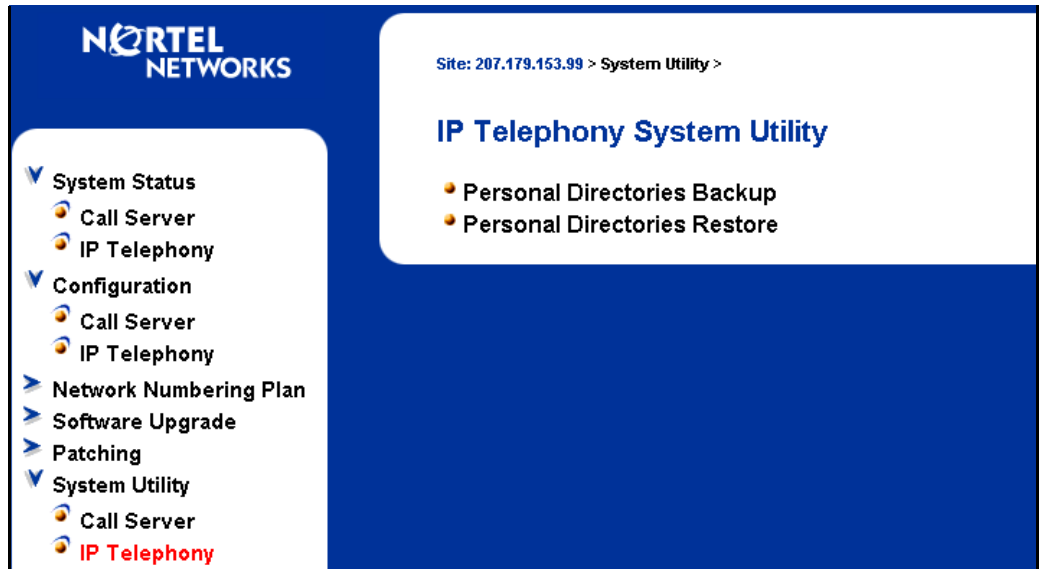 NORTEL
NETWORKS
System Status
Call Server
IP Telephony
Configuration
Call Server
IP Telephony
Network Numbering Plan
Software Upgrade
Patching
System Utility
Call Server
IP Telephony
Site: 207.179.153.99 > System Utility >
IP Telephony System Utility
Personal Directories Backup
Personal Directories Restore